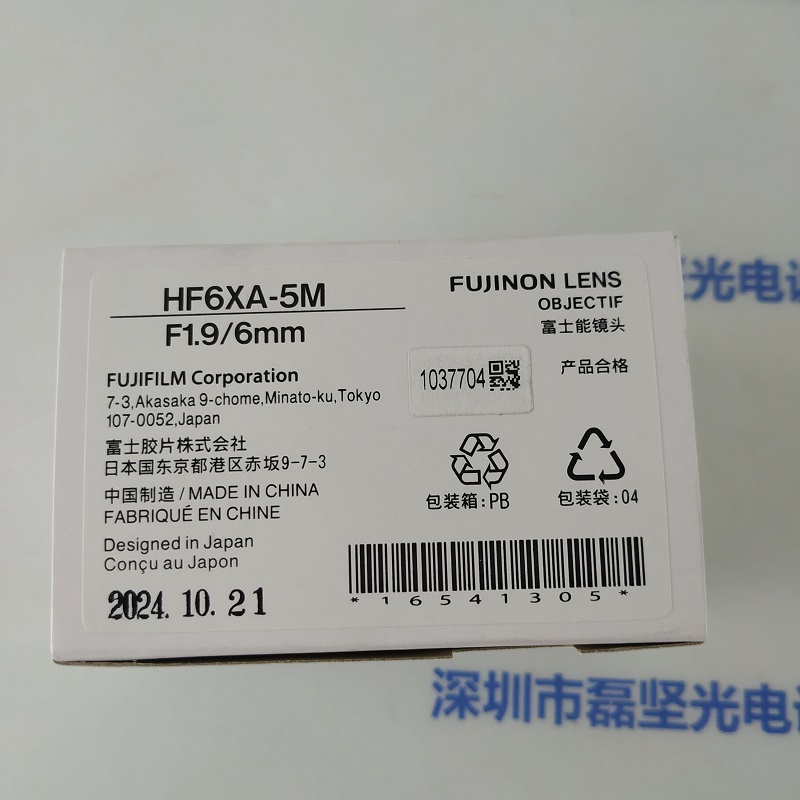 HF6XA-5M
F1.9/6mm
FUJINON LENS
OBJECTIF
富士能镜头
产品合格
1037704
FUJIFILM Corporation
7-3,Akasaka 9-chome,Minato-ku,Tokyo
107-0052,Japan
富士胶片株式会社
日本国东京都港区赤坂9-7-3
中国制造 / MADE IN CHINA
FABRIQUÉ EN CHINE
Designed in Japan
Conçu au Japon
2024.10.21
包装箱:PB
包装袋:04
*16541305*
坚光电
深圳市磊坚光电